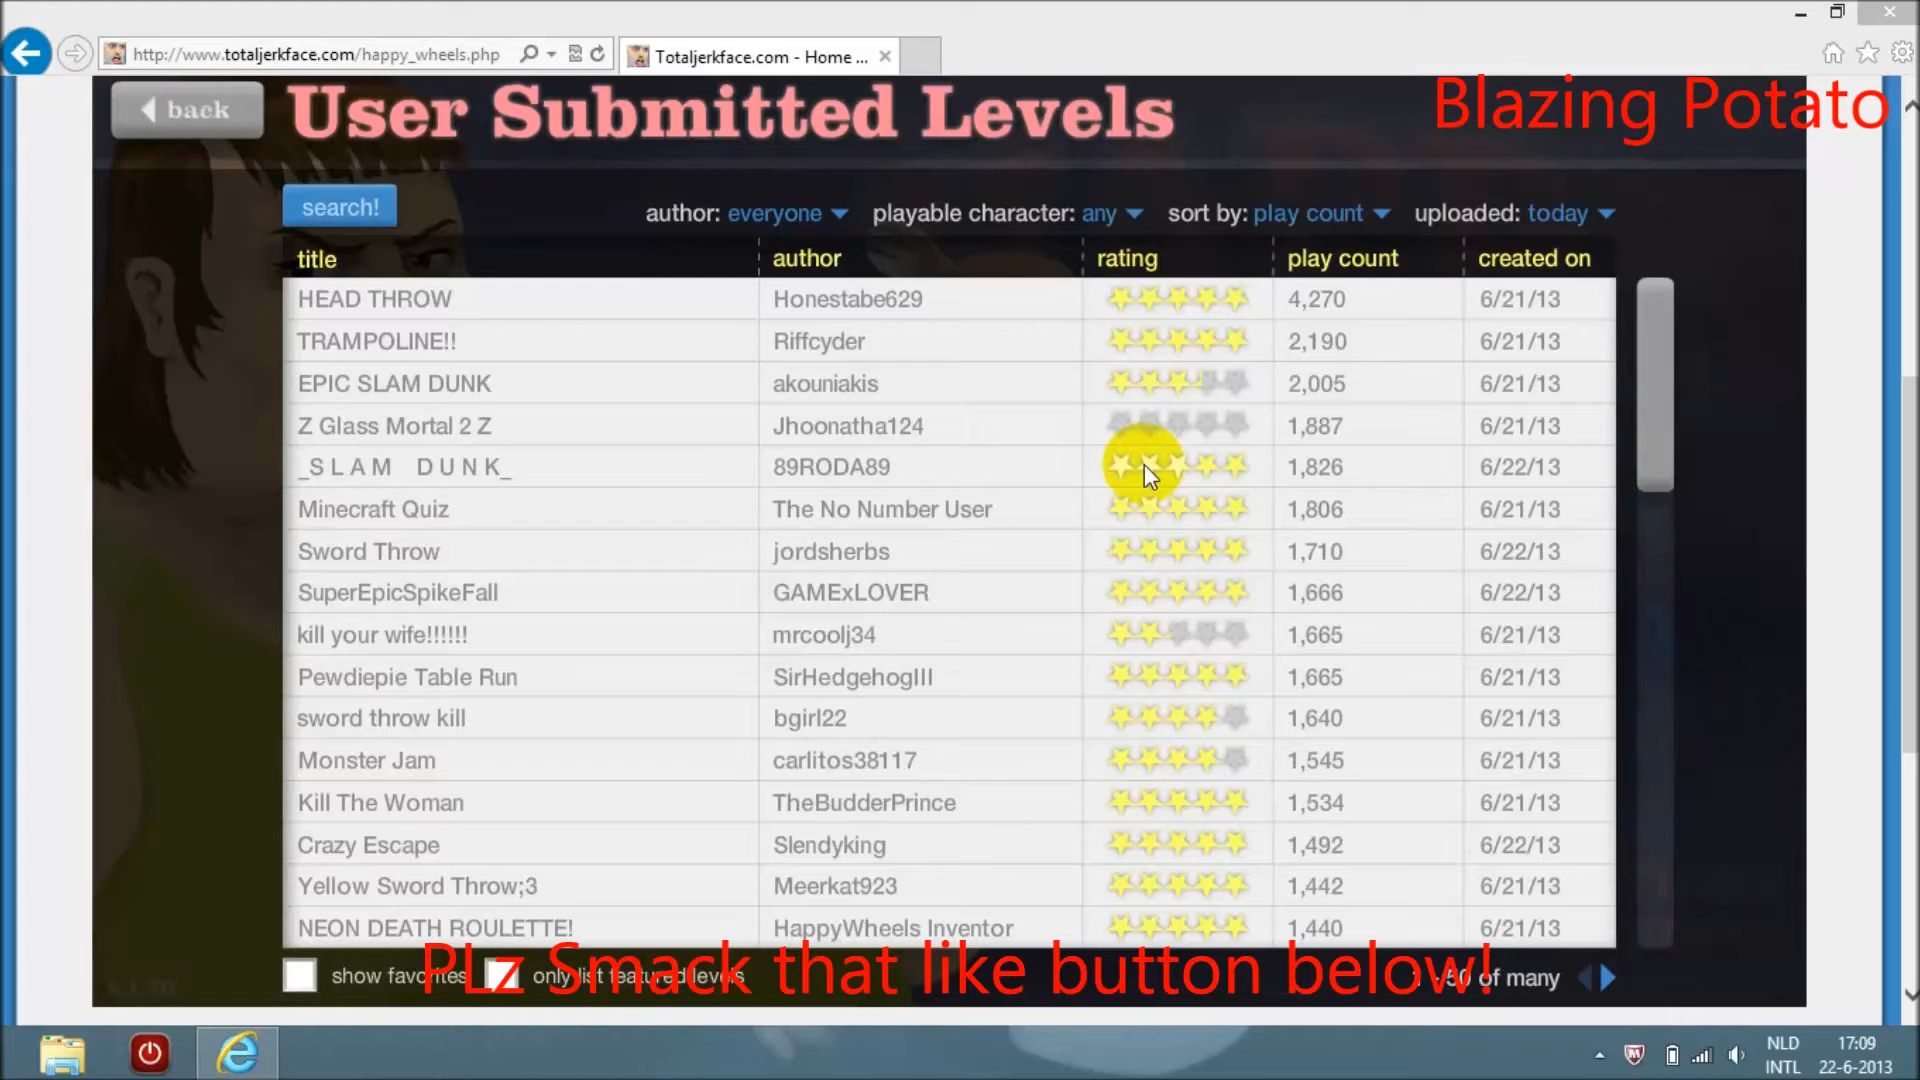 http://www.totaljerkface.com/happy_wheels.php
Totaljerkface.com - Home ...
back
User Submitted Levels
Blazing Potato
search!
author: everyone playable character: any sort by: play count uploaded: today
title author rating play count created on
HEAD THROW Honestabe629 4,270 6/21/13
TRAMPOLINE!! Riffcyder 2,190 6/21/13
EPIC SLAM DUNK akouniakis 2,005 6/21/13
Z Glass Mortal 2 Z Jhoonatha124 1,887 6/21/13
_S L A M D U N K_ 89RODA89 1,826 6/22/13
Minecraft Quiz The No Number User 1,806 6/21/13
Sword Throw jordsherbs 1,710 6/22/13
SuperEpicSpikeFall GAMExLOVER 1,666 6/22/13
kill your wife!!!!!! mrcoolj34 1,665 6/21/13
Pewdiepie Table Run SirHedgehogIII 1,665 6/21/13
sword throw kill bgirl22 1,640 6/21/13
Monster Jam carlitos38117 1,545 6/21/13
Kill The Woman TheBudderPrince 1,534 6/21/13
Crazy Escape Slendyking 1,492 6/22/13
Yellow Sword Throw;3 Meerkat923 1,442 6/21/13
NEON DEATH ROULETTE! HappyWheels Inventor 1,440 6/21/13
PLz Smack that like button below!
show favorites only list featured levels 50 of many
NLD 17:09
INTL 22-6-2013